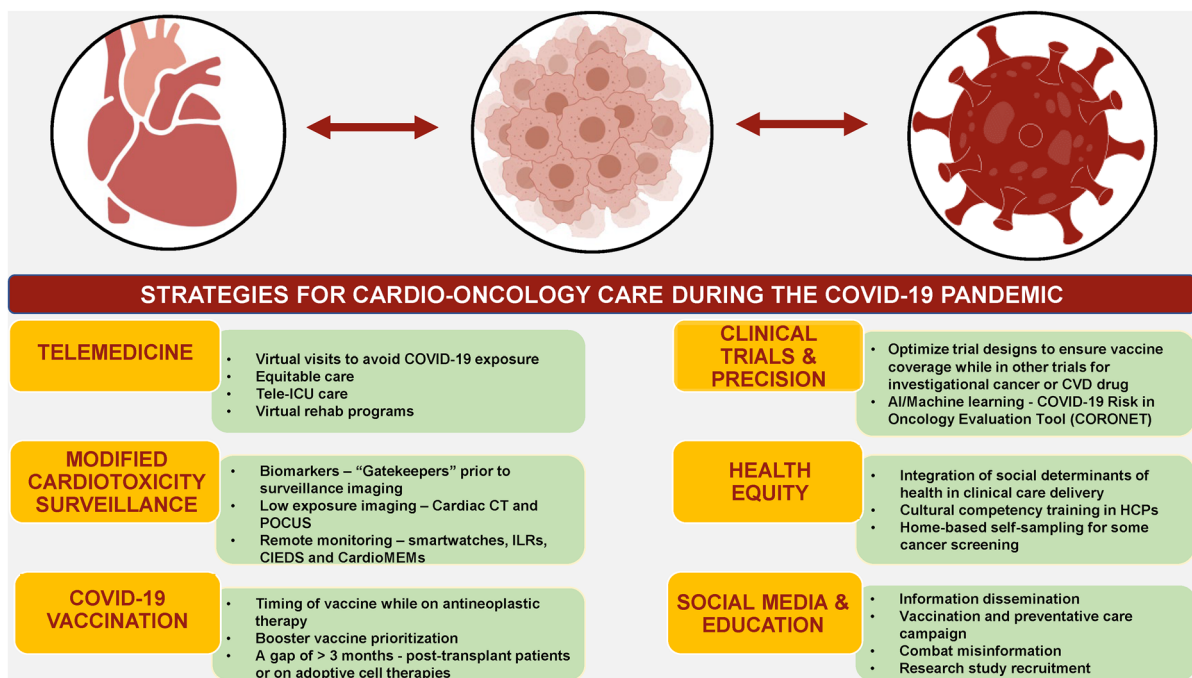 STRATEGIES FOR CARDIO-ONCOLOGY CARE DURING THE COVID-19 PANDEMIC
TELEMEDICINE
• Virtual visits to avoid COVID-19 exposure
• Equitable care
• Tele-ICU care
• Virtual rehab programs
MODIFIED
CARDIOTOXICITY
SURVEILLANCE
• Biomarkers – “Gatekeepers” prior to
surveillance imaging
• Low exposure imaging – Cardiac CT and
POCUS
• Remote monitoring – smartwatches, ILRs,
CIEDS and CardioMEMs
COVID-19
VACCINATION
• Timing of vaccine while on antineoplastic
therapy
• Booster vaccine prioritization
• A gap of > 3 months - post-transplant patients
or on adoptive cell therapies
CLINICAL
TRIALS &
PRECISION
• Optimize trial designs to ensure vaccine
coverage while in other trials for
investigational cancer or CVD drug
• AI/Machine learning - COVID-19 Risk in
Oncology Evaluation Tool (CORONET)
HEALTH
EQUITY
• Integration of social determinants of
health in clinical care delivery
• Cultural competency training in HCPs
• Home-based self-sampling for some
cancer screening
SOCIAL MEDIA &
EDUCATION
• Information dissemination
• Vaccination and preventative care
campaign
• Combat misinformation
• Research study recruitment